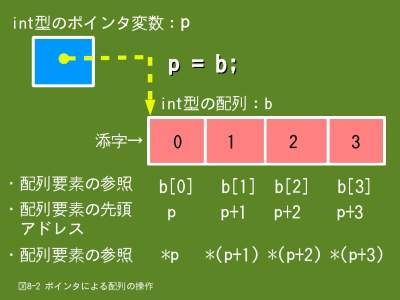 int型のポインタ変数：p
p = b;
int型の配列：b
添字→ 0 1 2 3
・配列要素の参照 b[0] b[1] b[2] b[3]
・配列要素の先頭 p p+1 p+2 p+3
アドレス
・配列要素の参照 *p *(p+1) *(p+2) *(p+3)
図8-2 ポインタによる配列の操作